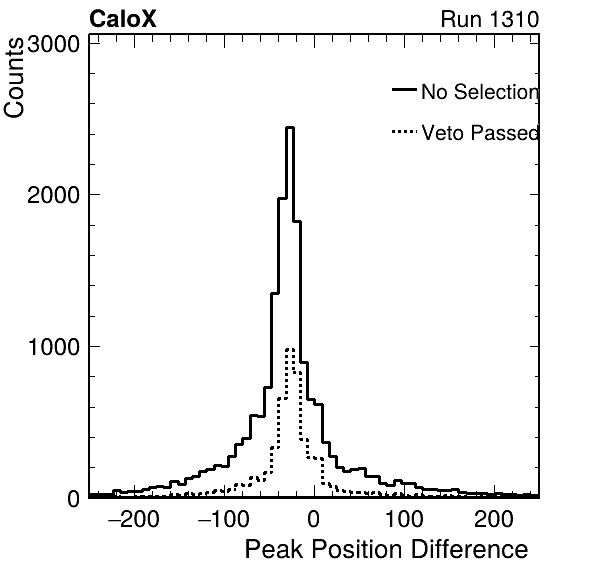 CaloX Run 1310
Counts
3000
2000
1000
0
No Selection
Veto Passed
−200 −100 0 100 200
Peak Position Difference